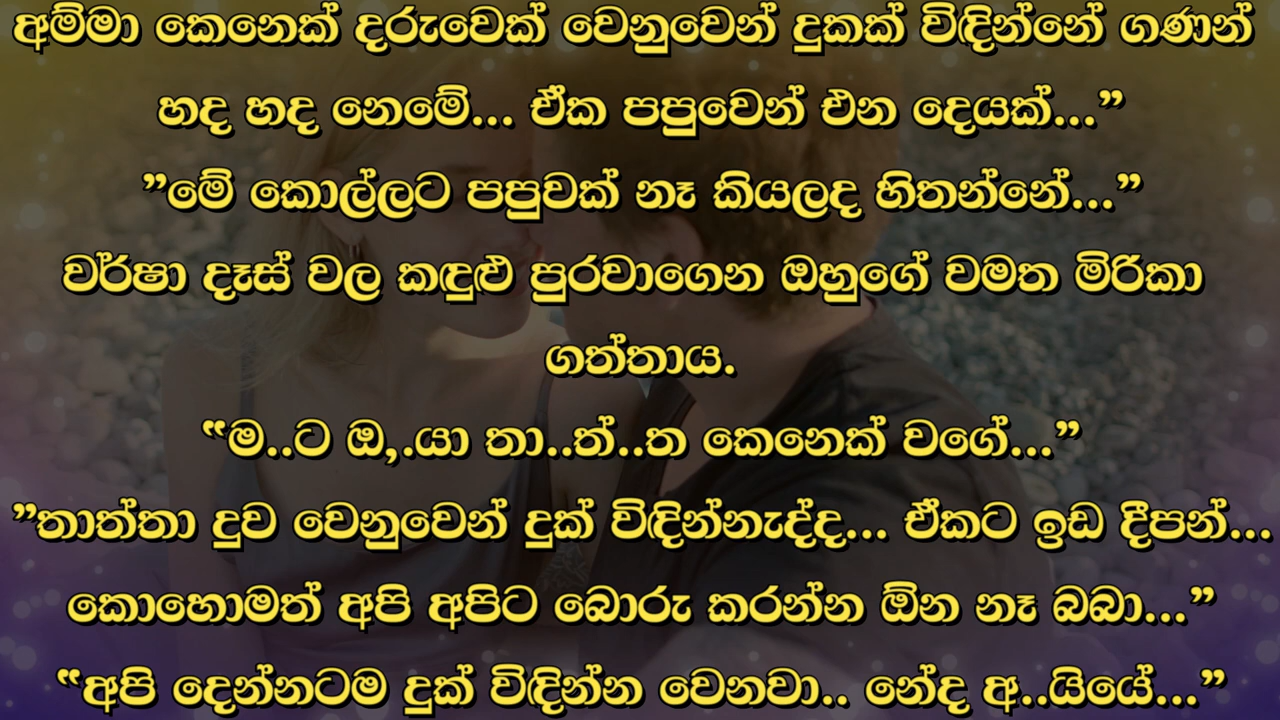 අම්මා කෙනෙක් දරුවෙක් වෙනුවෙන් දුකක් විඳින්නේ ගණන්
හද හද නෙමේ... ඒක පපුවෙන් එන දෙයක්...”
”මේ කොල්ලට පපුවක් නෑ කියලද හිතන්නේ...”
වර්ෂා දෑස් වල කඳුළු පුරවාගෙන ඔහුගේ වමත මිරිකා
ගත්තාය.
“ම..ට ඔ,.යා තා..ත්..ත කෙනෙක් වගේ...”
”තාත්තා දුව වෙනුවෙන් දුක් විඳින්නැද්ද... ඒකට ඉඩ දීපන්...
කොහොමත් අපි අපිට බොරු කරන්න ඕන නෑ බබා...”
“අපි දෙන්නටම දුක් විඳින්න වෙනවා.. නේද අ..යියේ...”